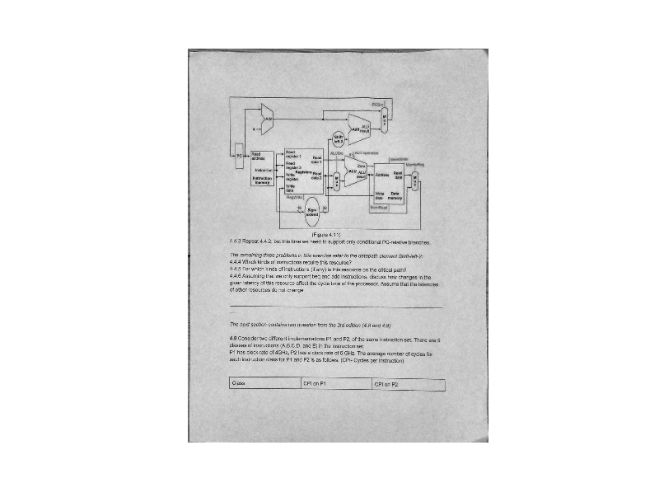 PCSrc
Add
Add
ALU
result
M
u
x
4
Shift
left 2
PC
Read
address
Instruction
Instruction
memory
Read
register 1
Read
register 2
Write
register
Write
data
Registers
Read
data 1
Read
data 2
RegWrite
ALUSrc
ALU operation
M
u
x
Zero
ALU
ALU
result
MemWrite
Address
Read
data
Write
data
Data
memory
MemRead
MemtoReg
M
u
x
16
Sign-
extend
32
(Figure 4.11)
4.4.3 Repeat 4.4.2, but this time we need to support only conditional PC-relative branches.
The remaining three problems in this exercise refer to the datapath element Shift-left-2:
4.4.4 Which kinds of instructions require this resource?
4.4.5 For which kinds of instructions (if any) is this resource on the critical path?
4.4.6 Assuming that we only support beq and add instructions, discuss how changes in the
given latency of this resource affect the cycle time of the processor. Assume that the latencies
of other resources do not change.
The next section contains two question from the 3rd edition (4.8 and 4.9)
4.8 Consider two different implementations P1 and P2, of the same instruction set. There are 5
classes of instructions (A, B, C, D, and E) in the instruction set.
P1 has clock rate of 4GHz, P2 has a clock rate of 6 GHz. The average number of cycles for
each instruction class for P1 and P2 is as follows: (CPI- Cycles per Instruction)
Class CPI on P1 CPI on P2